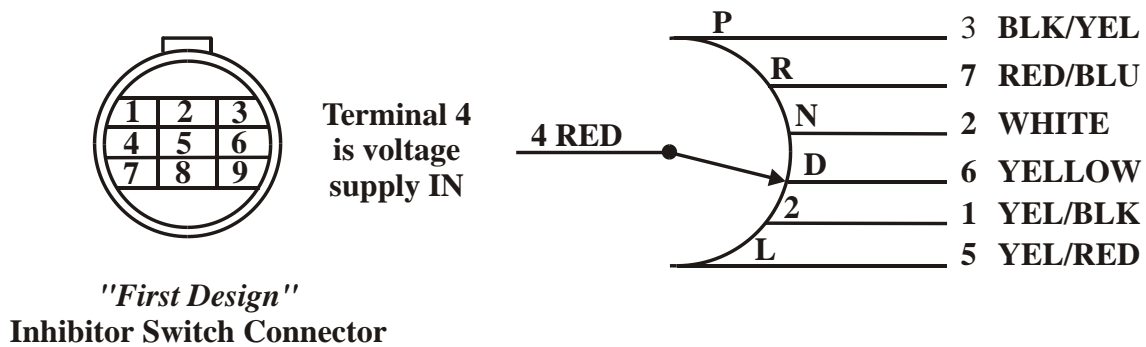 1 2 3
4 5 6
7 8 9
"First Design"
Inhibitor Switch Connector
Terminal 4
is voltage
supply IN
4 RED
P 3 BLK/YEL
R 7 RED/BLU
N 2 WHITE
D 6 YELLOW
2 1 YEL/BLK
L 5 YEL/RED